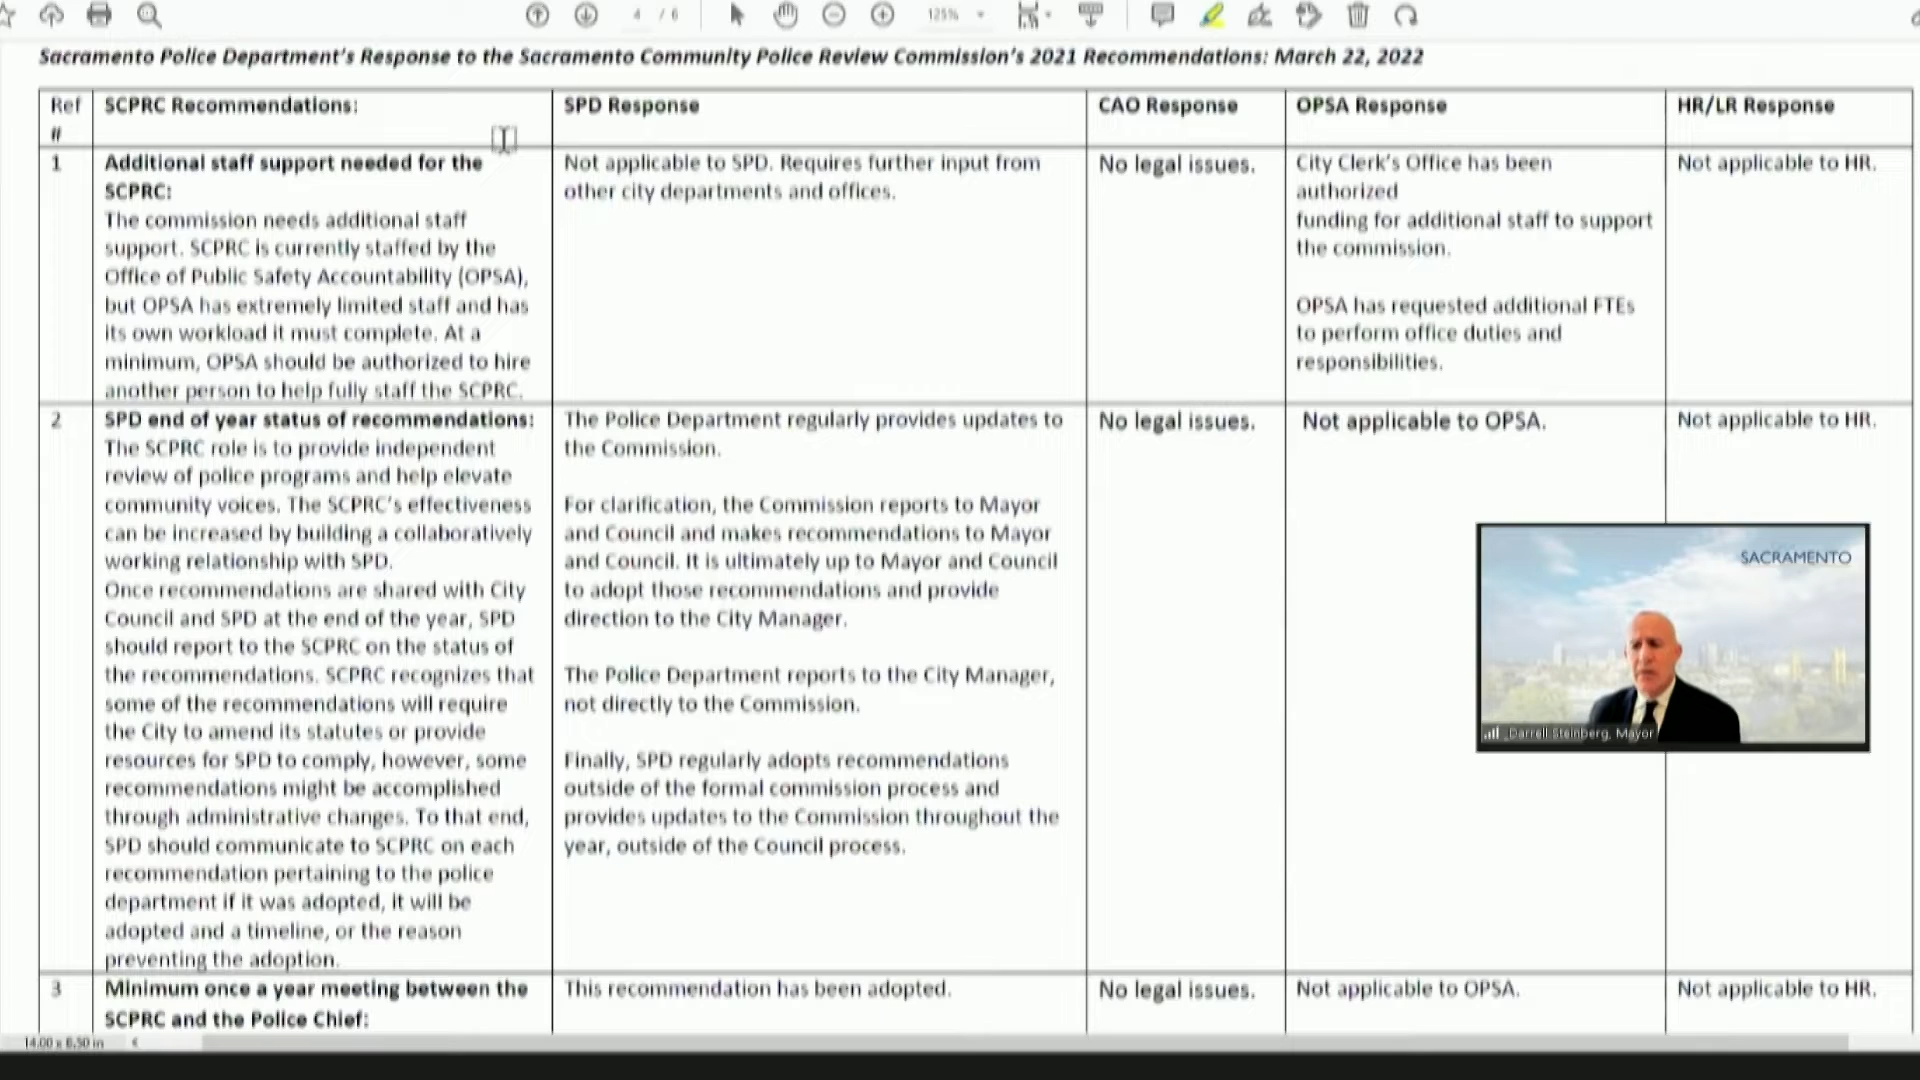 4 / 6
125%
Sacramento Police Department's Response to the Sacramento Community Police Review Commission's 2021 Recommendations: March 22, 2022
Ref
#
SCPRC Recommendations:
SPD Response
CAO Response
OPSA Response
HR/LR Response
1
Additional staff support needed for the
SCPRC:
The commission needs additional staff
support. SCPRC is currently staffed by the
Office of Public Safety Accountability (OPSA),
but OPSA has extremely limited staff and has
its own workload it must complete. At a
minimum, OPSA should be authorized to hire
another person to help fully staff the SCPRC.
Not applicable to SPD. Requires further input from
other city departments and offices.
No legal issues.
City Clerk's Office has been
authorized
funding for additional staff to support
the commission.
OPSA has requested additional FTEs
to perform office duties and
responsibilities.
Not applicable to HR.
2
SPD end of year status of recommendations:
The SCPRC role is to provide independent
review of police programs and help elevate
community voices. The SCPRC's effectiveness
can be increased by building a collaboratively
working relationship with SPD.
Once recommendations are shared with City
Council and SPD at the end of the year, SPD
should report to the SCPRC on the status of
the recommendations. SCPRC recognizes that
some of the recommendations will require
the City to amend its statutes or provide
resources for SPD to comply, however, some
recommendations might be accomplished
through administrative changes. To that end,
SPD should communicate to SCPRC on each
recommendation pertaining to the police
department if it was adopted, it will be
adopted and a timeline, or the reason
preventing the adoption.
The Police Department regularly provides updates to
the Commission.
For clarification, the Commission reports to Mayor
and Council and makes recommendations to Mayor
and Council. It is ultimately up to Mayor and Council
to adopt those recommendations and provide
direction to the City Manager.
The Police Department reports to the City Manager,
not directly to the Commission.
Finally, SPD regularly adopts recommendations
outside of the formal commission process and
provides updates to the Commission throughout the
year, outside of the Council process.
No legal issues.
Not applicable to OPSA.
Not applicable to HR.
SACRAMENTO
Darrell Steinberg, Mayor
3
Minimum once a year meeting between the
SCPRC and the Police Chief:
This recommendation has been adopted.
No legal issues.
Not applicable to OPSA.
Not applicable to HR.
14.00 x 8.50 in